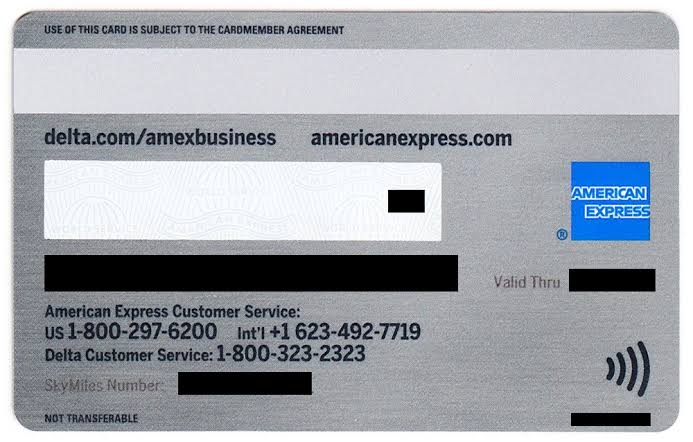 USE OF THIS CARD IS SUBJECT TO THE CARDMEMBER AGREEMENT
delta.com/amexbusiness americanexpress.com
AMERICAN
EXPRESS
®
Valid Thru
American Express Customer Service:
US 1-800-297-6200 Int'l +1 623-492-7719
Delta Customer Service: 1-800-323-2323
SkyMiles Number:
NOT TRANSFERABLE